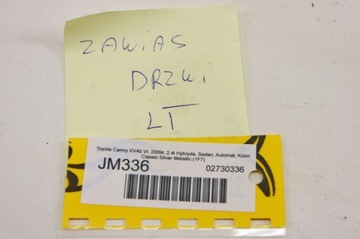 ZAWIAS
DRZWI
LT
Toyota Camry XV40 VI, 2009r, 2.4i Hybryda, Sedan, Automat, Kolor
Classic Silver Metallic (1F7)
JM336
02730336